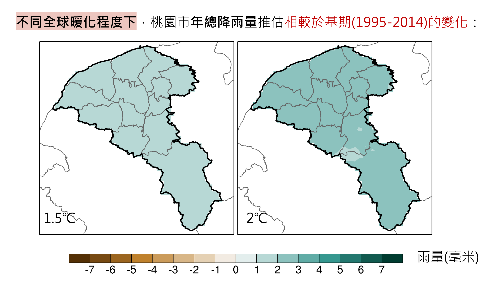 不同全球暖化程度下，桃園市年總降雨量推估相較於基期(1995-2014)的變化：
1.5℃
2℃
-7 -6 -5 -4 -3 -2 -1 0 1 2 3 4 5 6 7
雨量(毫米)